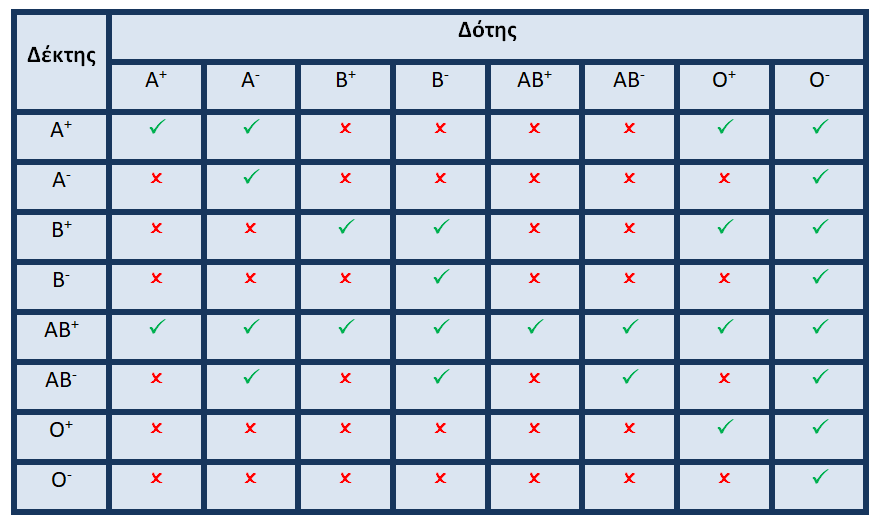 Δότης
Δέκτης
A⁺ A⁻ B⁺ B⁻ AB⁺ AB⁻ O⁺ O⁻
A⁺ ✓ ✓ ✗ ✗ ✗ ✗ ✓ ✓
A⁻ ✗ ✓ ✗ ✗ ✗ ✗ ✗ ✓
B⁺ ✗ ✗ ✓ ✓ ✗ ✗ ✓ ✓
B⁻ ✗ ✗ ✗ ✓ ✗ ✗ ✗ ✓
AB⁺ ✓ ✓ ✓ ✓ ✓ ✓ ✓ ✓
AB⁻ ✗ ✓ ✗ ✓ ✗ ✓ ✗ ✓
O⁺ ✗ ✗ ✗ ✗ ✗ ✗ ✓ ✓
O⁻ ✗ ✗ ✗ ✗ ✗ ✗ ✗ ✓